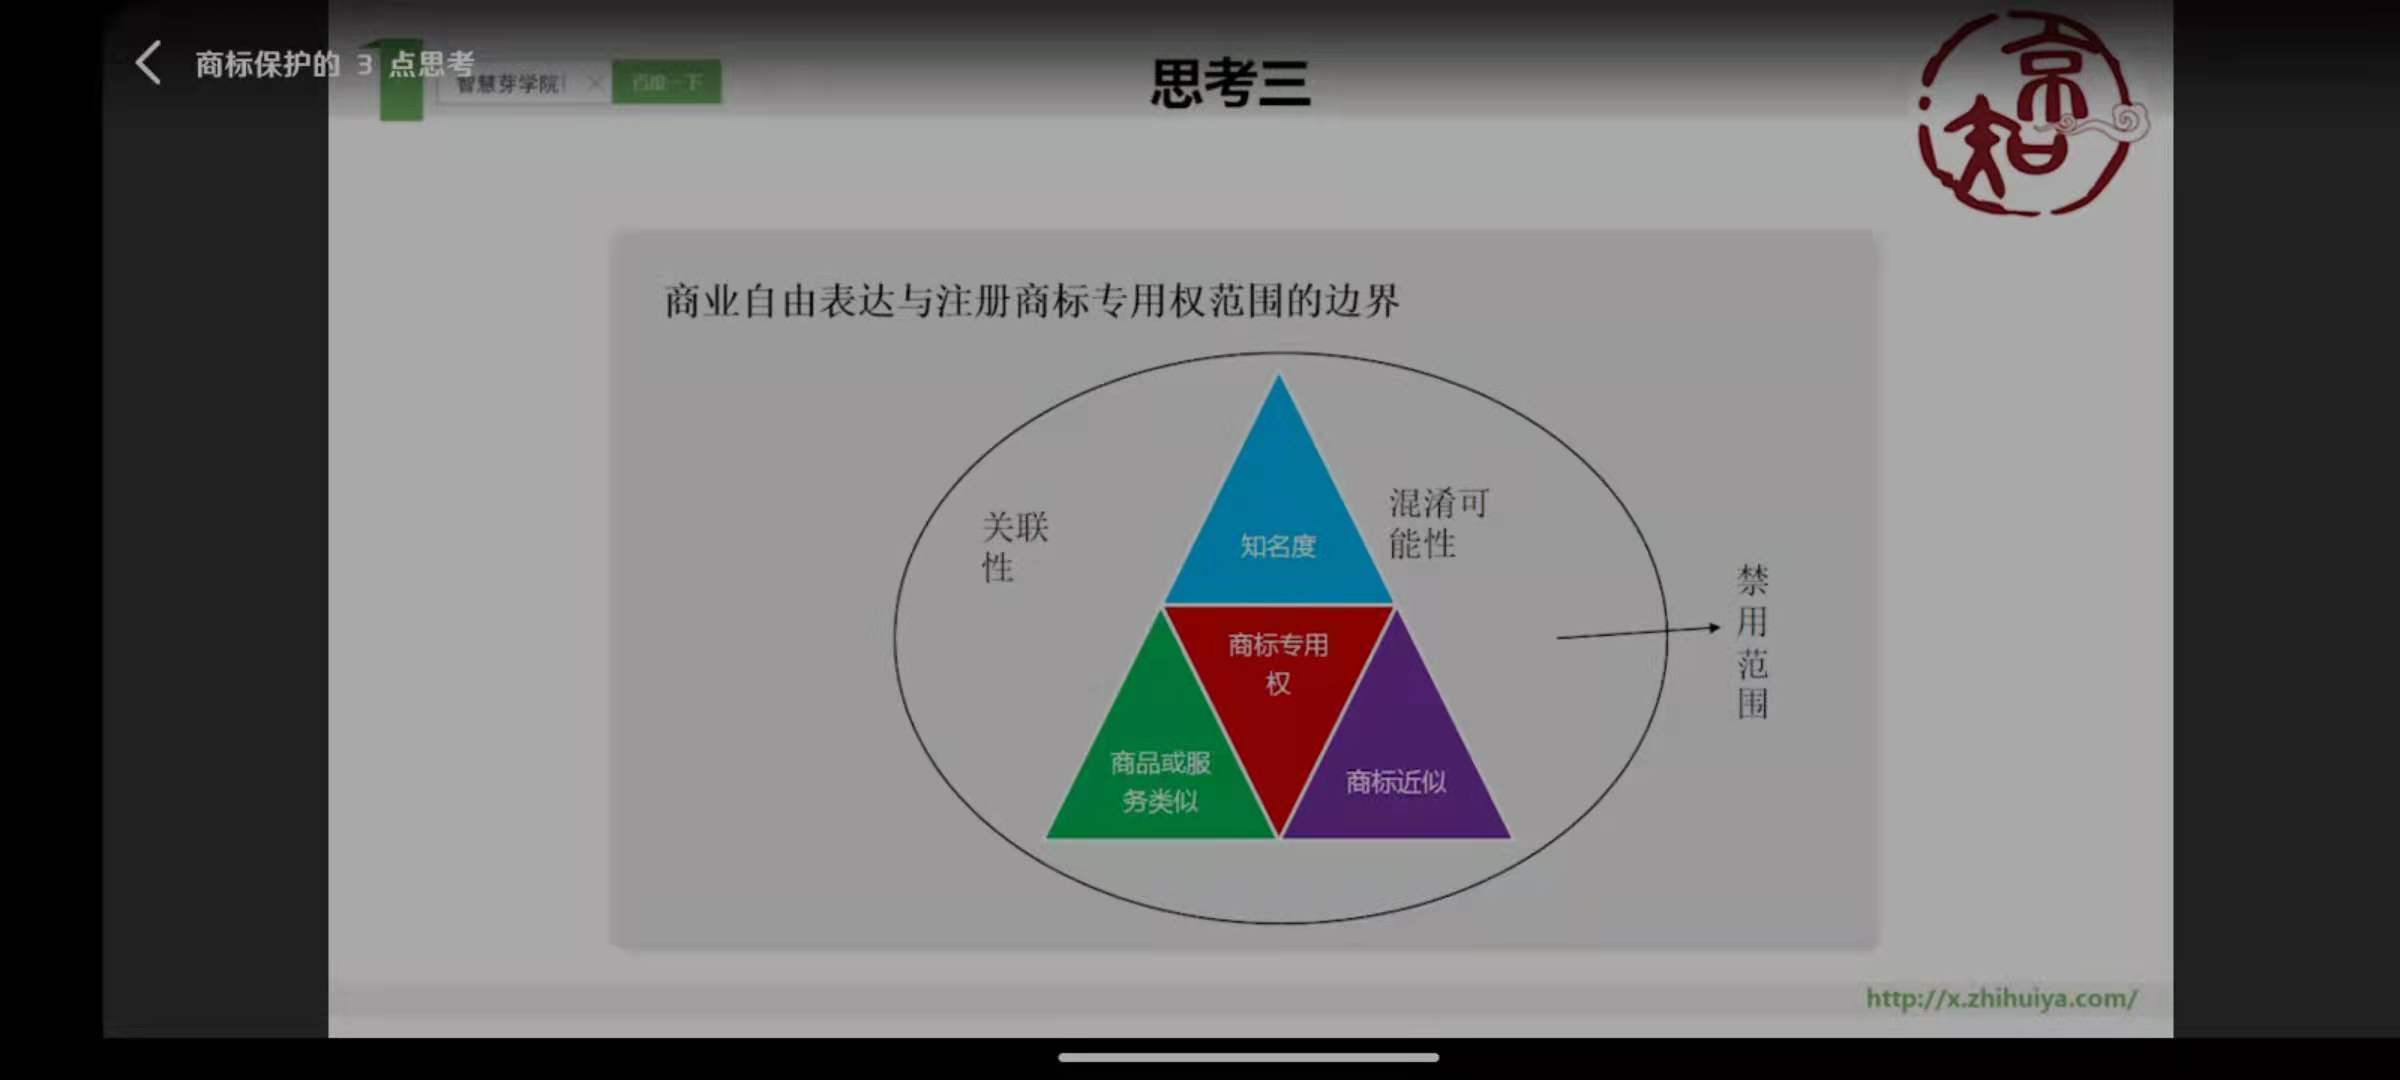 商标保护的 3 点思考
智慧芽学院
百度一下
思考三
商业自由表达与注册商标专用权范围的边界
关联
性
知名度
混淆可
能性
商标专用
权
商品或服
务类似
商标近似
禁
用
范
围
http://x.zhihuiya.com/